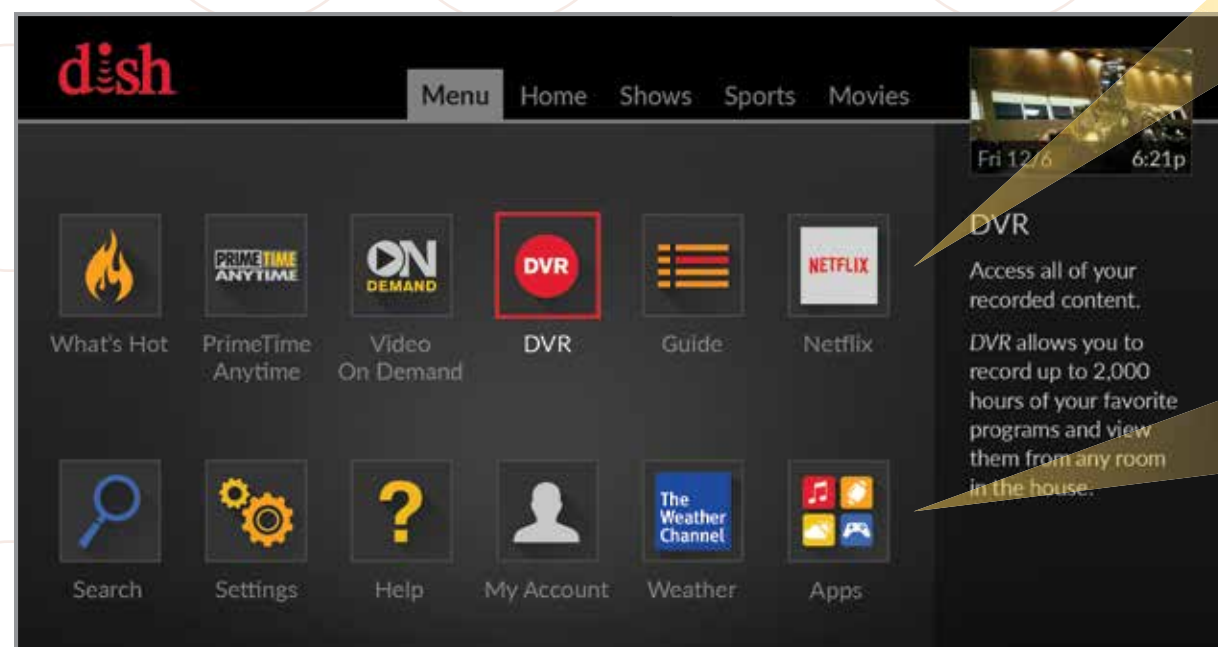 dish
Menu Home Shows Sports Movies
Fri 12/6 6:21p
PRIMETIME
ANYTIME
ON
DEMAND
DVR
NETFLIX
What's Hot
PrimeTime
Anytime
Video
On Demand
DVR
Guide
Netflix
The
Weather
Channel
Search
Settings
Help
My Account
Weather
Apps
DVR
Access all of your
recorded content.
DVR allows you to
record up to 2,000
hours of your favorite
programs and view
them from any room
in the house.